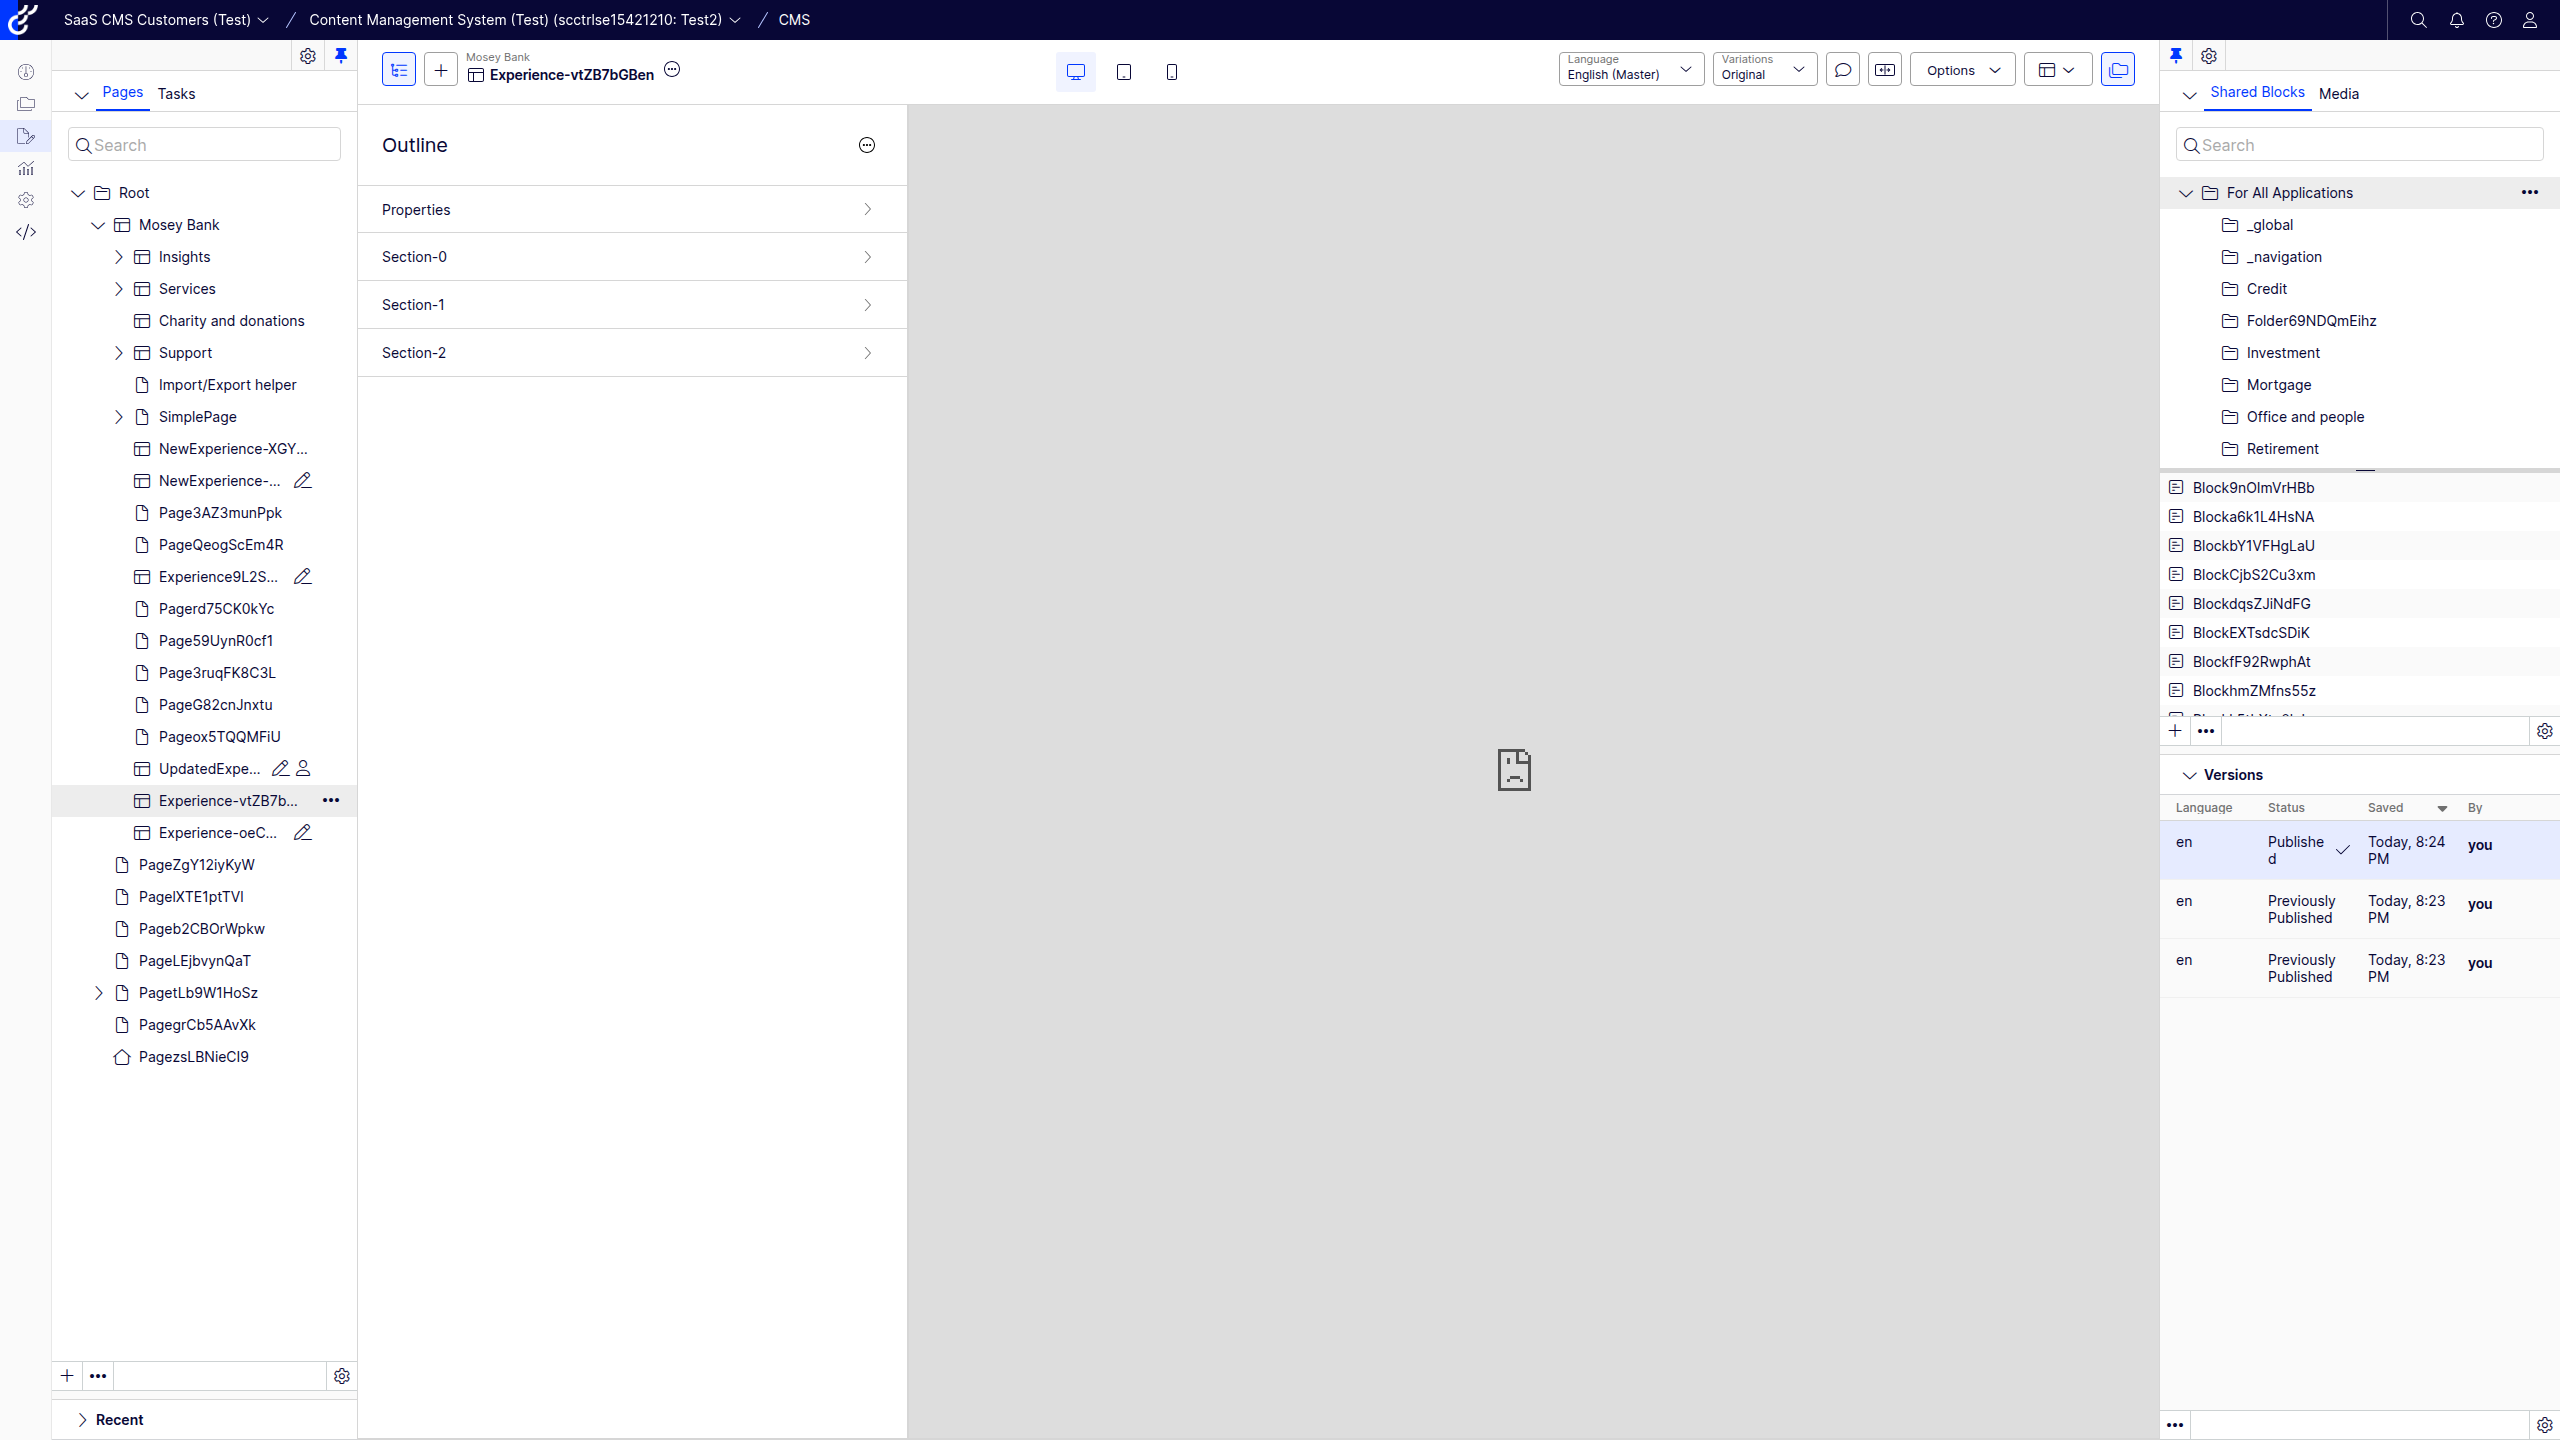 SaaS CMS Customers (Test)
Content Management System (Test) (scctrlse15421210: Test2)
CMS
Pages
Tasks
Search
Root
Mosey Bank
Insights
Services
Charity and donations
Support
Import/Export helper
SimplePage
NewExperience-XGY...
NewExperience-...
Page3AZ3munPpk
PageQeogScEm4R
Experience9L2S...
Pagerd75CK0kYc
Page59UynR0cf1
Page3ruqFK8C3L
PageG82cnJnxtu
Pageox5TQQMFiU
UpdatedExpe...
Experience-vtZB7b...
Experience-oeC...
PageZgY12iyKyW
PagelXTE1ptTVl
Pageb2CBOrWpkw
PageLEjbvynQaT
PagetLb9W1HoSz
PagegrCb5AAvXk
PagezsLBNieCI9
Recent
Mosey Bank
Experience-vtZB7bGBen
Language
English (Master)
Variations
Original
Options
Outline
Properties
Section-0
Section-1
Section-2
Shared Blocks
Media
Search
For All Applications
_global
_navigation
Credit
Folder69NDQmEihz
Investment
Mortgage
Office and people
Retirement
Block9nOlmVrHBb
Blocka6k1L4HsNA
BlockbY1VFHgLaU
BlockCjbS2Cu3xm
BlockdqsZJiNdFG
BlockEXTsdcSDiK
BlockfF92RwphAt
BlockhmZMfns55z
Versions
Language Status Saved By
en Publishe Today, 8:24 you
d PM
en Previously Today, 8:23 you
Published PM
en Previously Today, 8:23 you
Published PM